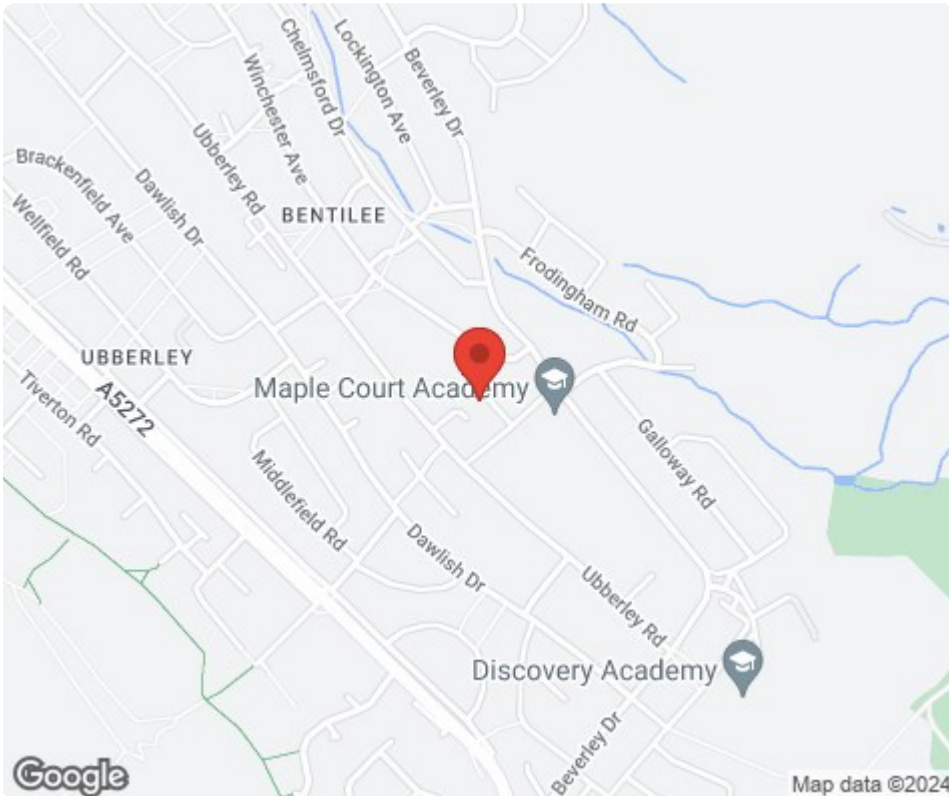 Chelmsford Dr
Lockington Ave
Beverley Dr
Winchester Ave
Ubberley Rd
Brackenfield Ave
Dawlish Dr
Wellfield Rd
BENTILEE
Frodingham Rd
UBBERLEY
A5272
Tiverton Rd
Maple Court Academy
Galloway Rd
Middlefield Rd
Dawlish Dr
Ubberley Rd
Discovery Academy
Beverley Dr
Google
Map data ©2024